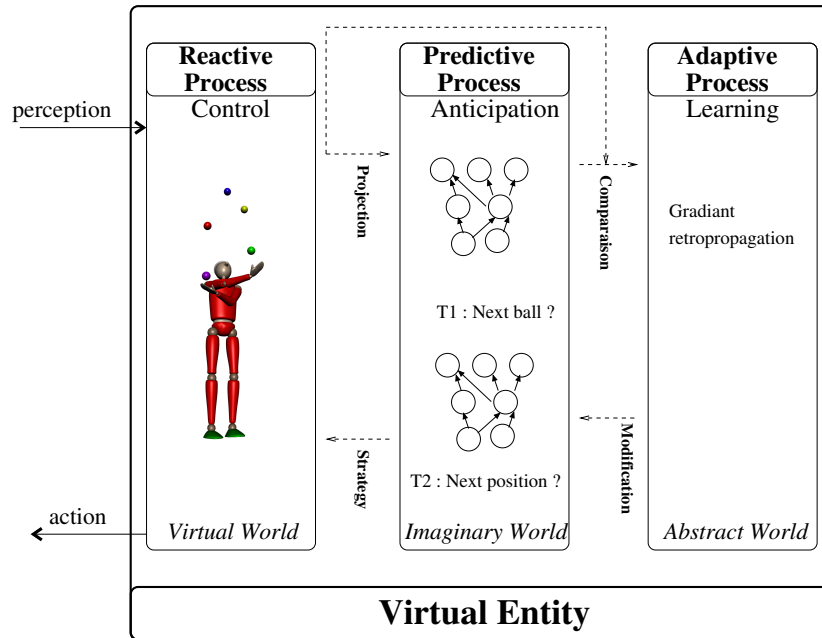 Reactive
Process
Control
Predictive
Process
Anticipation
Adaptive
Process
Learning
perception
Projection
Comparaison
Gradiant
retropropagation
T1 : Next ball ?
Strategy
Modification
T2 : Next position ?
action
Virtual World
Imaginary World
Abstract World
Virtual Entity